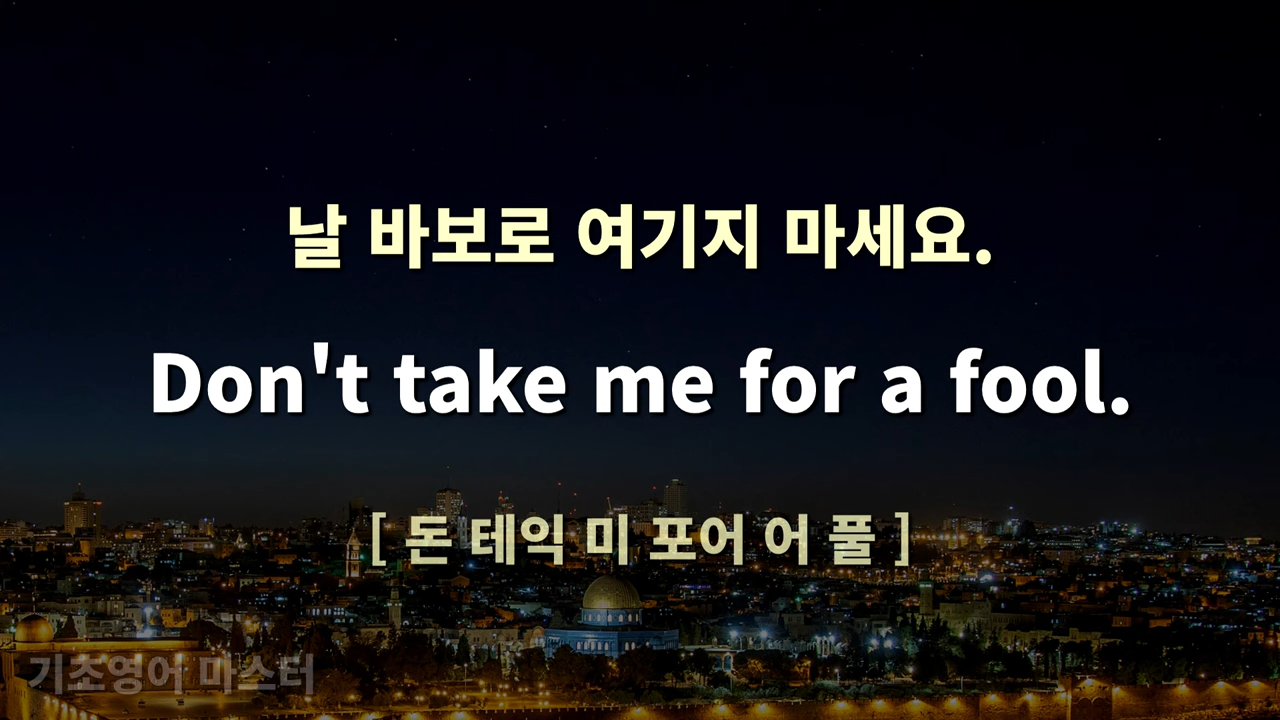 날 바보로 여기지 마세요.
Don't take me for a fool.
[ 돈 테익 미 포어 어 풀 ]
기초영어 마스터